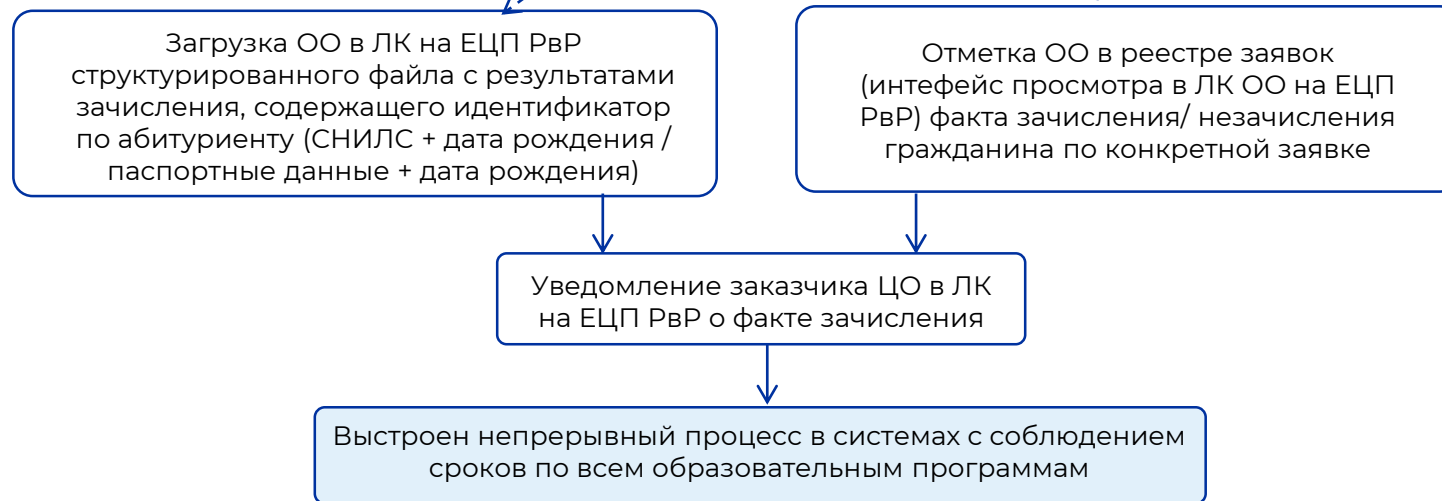 Загрузка ОО в ЛК на ЕЦП РвР
структурированного файла с результатами
зачисления, содержащего идентификатор
по абитуриенту (СНИЛС + дата рождения /
паспортные данные + дата рождения)
Отметка ОО в реестре заявок
(интефейс просмотра в ЛК ОО на ЕЦП
РвР) факта зачисления/ незачисления
гражданина по конкретной заявке
Уведомление заказчика ЦО в ЛК
на ЕЦП РвР о факте зачисления
Выстроен непрерывный процесс в системах с соблюдением
сроков по всем образовательным программам